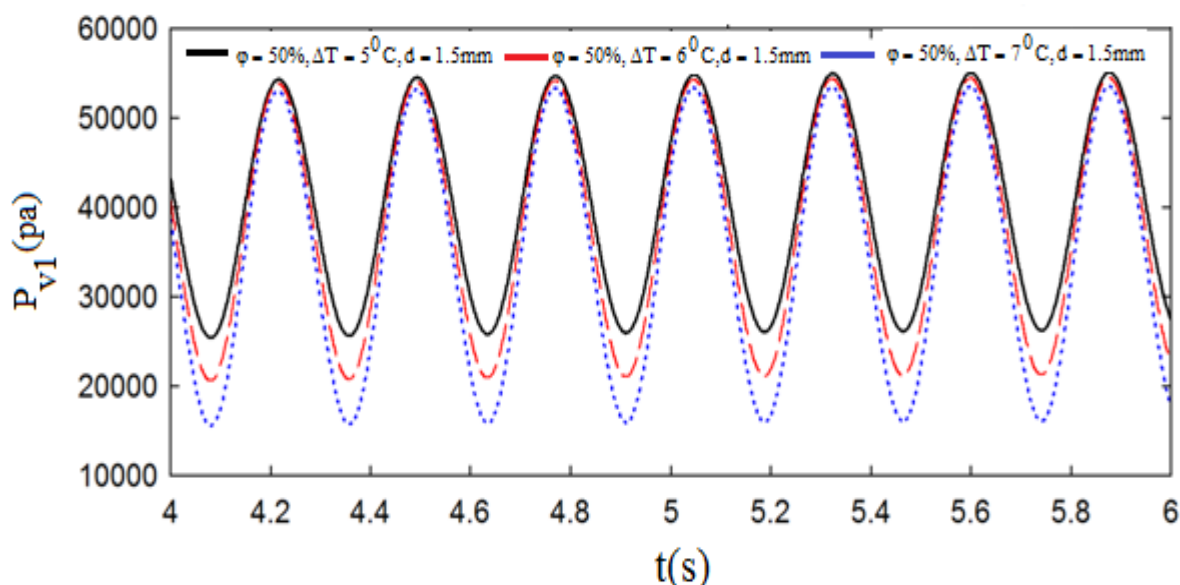 60000
φ = 50%, ΔT = 5⁰C, d = 1.5mm φ = 50%, ΔT = 6⁰C, d = 1.5mm φ = 50%, ΔT = 7⁰C, d = 1.5mm
50000
40000
30000
20000
10000
Pv1(pa)
4 4.2 4.4 4.6 4.8 5 5.2 5.4 5.6 5.8 6
t(s)